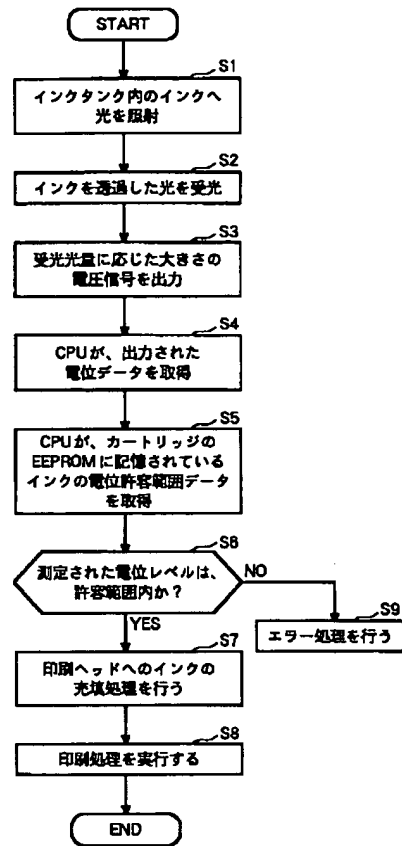 START
S1
インクタンク内のインクへ
光を照射
S2
インクを透過した光を受光
S3
受光光量に応じた大きさの
電圧信号を出力
S4
CPUが、出力された
電位データを取得
S5
CPUが、カートリッジの
EEPROMに記憶されている
インクの電位許容範囲データ
を取得
S6
測定された電位レベルは、
許容範囲内か?
NO
YES
S9
エラー処理を行う
S7
印刷ヘッドへのインクの
充填処理を行う
S8
印刷処理を実行する
END